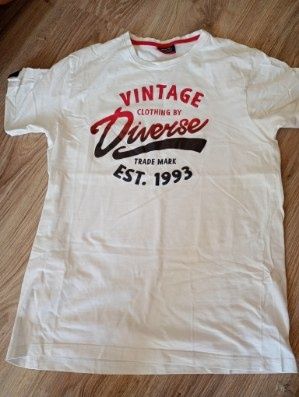 VINTAGE
CLOTHING BY
Diverse
TRADE MARK
EST. 1993